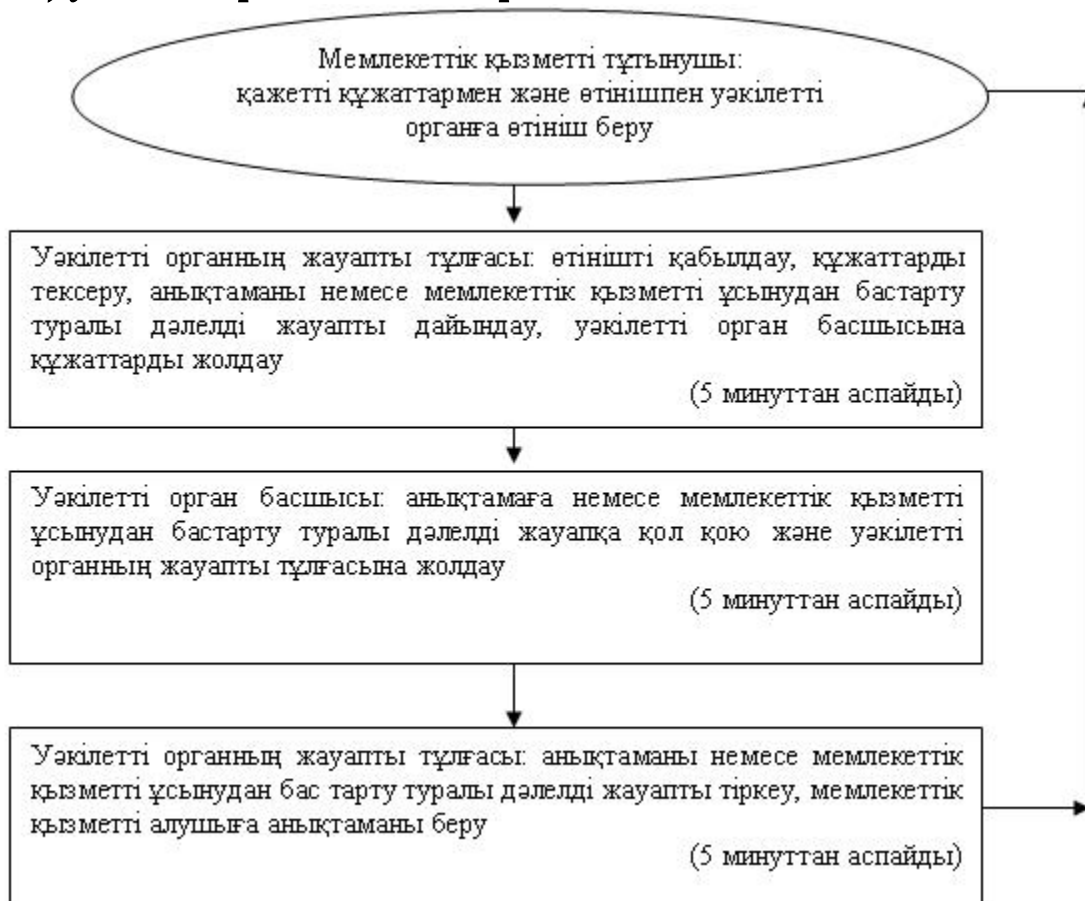 Мемлекеттік қызметті тұтынушы:
қажетті құжаттармен және өтінішпен уәкілетті
органға өтініш беру
Уәкілетті органның жауапты тұлғасы: өтінішті қабылдау, құжаттарды
тексеру, анықтаманы немесе мемлекеттік қызметті ұсынудан бастарту
туралы дәлелді жауапты дайындау, уәкілетті орган басшысына
құжаттарды жолдау
(5 минуттан аспайды)
Уәкілетті орган басшысы: анықтамаға немесе мемлекеттік қызметті
ұсынудан бастарту туралы дәлелді жауапқа қол қою және уәкілетті
органның жауапты тұлғасына жолдау
(5 минуттан аспайды)
Уәкілетті органның жауапты тұлғасы: анықтаманы немесе мемлекеттік
қызметті ұсынудан бас тарту туралы дәлелді жауапты тіркеу, мемлекеттік
қызметті алушыға анықтаманы беру
(5 минуттан аспайды)